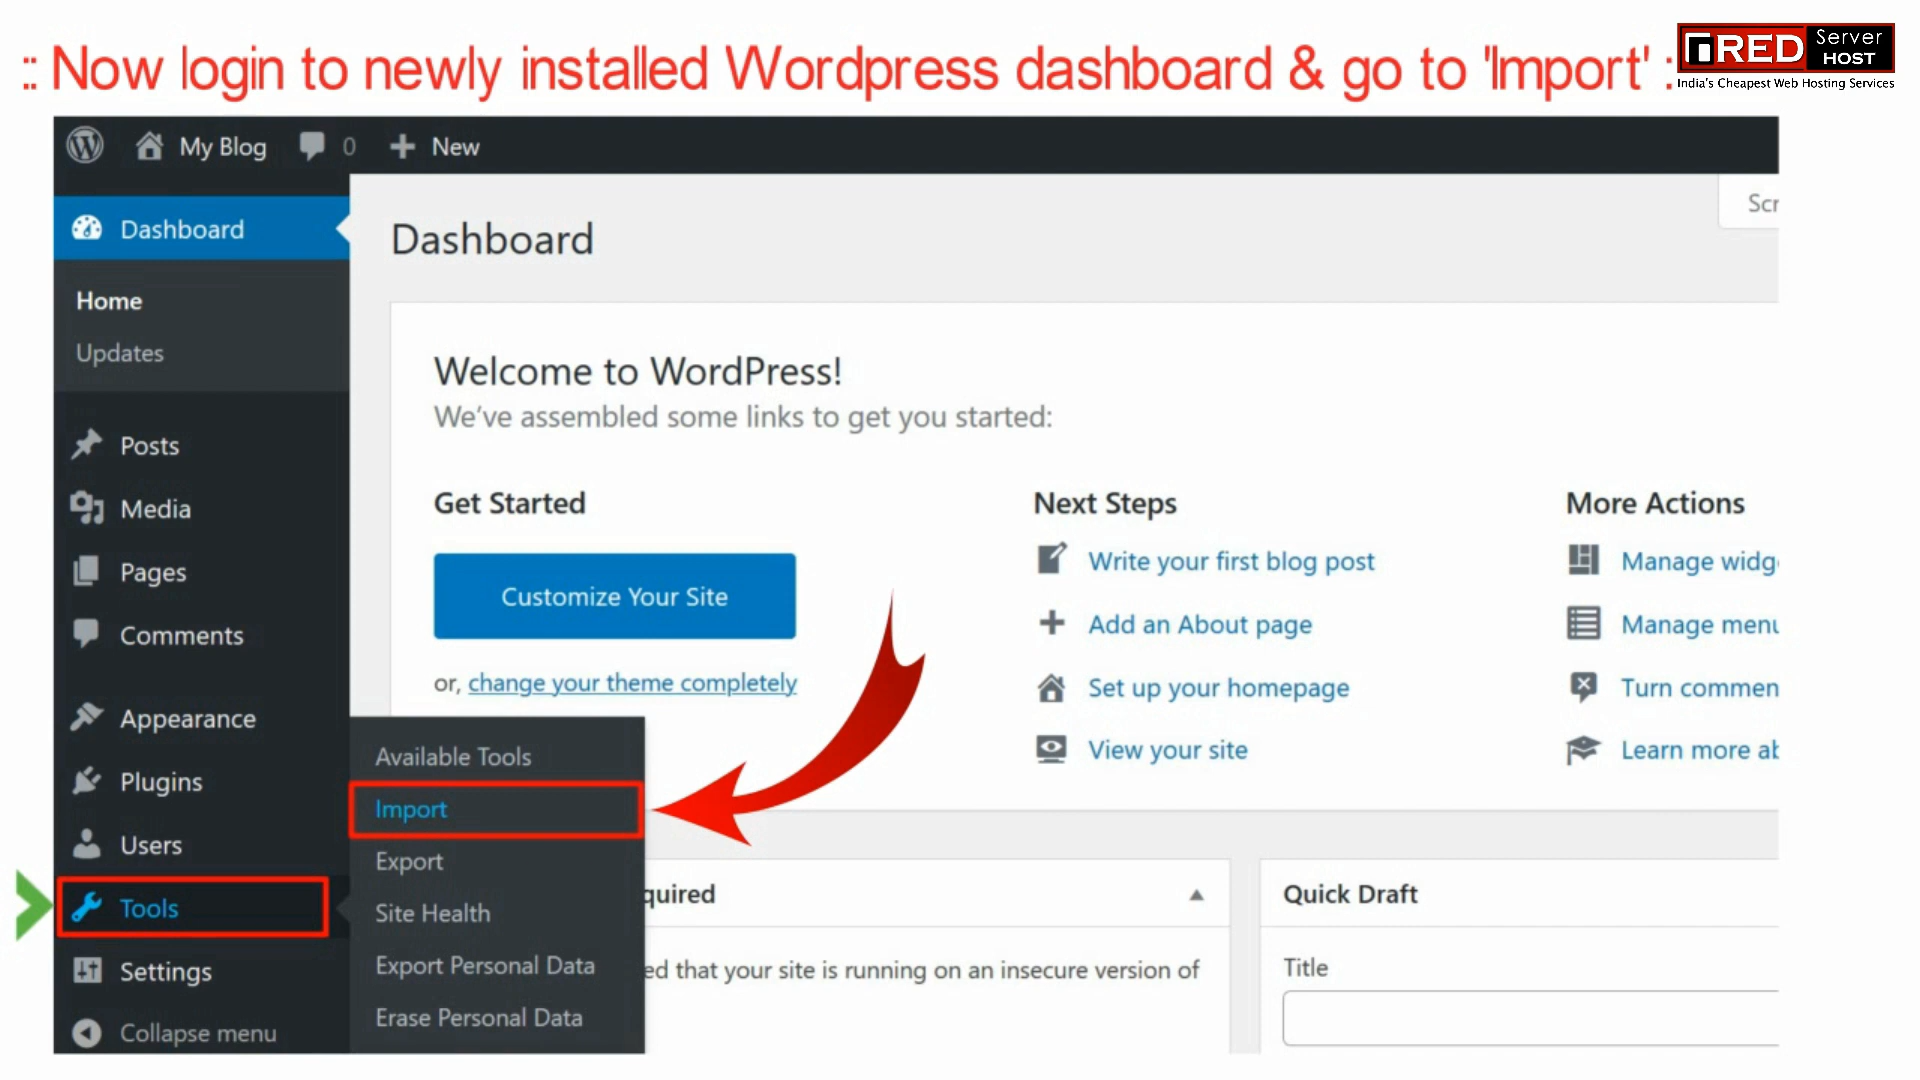 :: Now login to newly installed Wordpress dashboard & go to 'Import' :
RED Server HOST
India's Cheapest Web Hosting Services
My Blog 0 New
Scr
Dashboard
Home
Updates
Posts
Media
Pages
Comments
Appearance
Plugins
Users
Tools
Settings
Collapse menu
Available Tools
Import
Export
Site Health
Export Personal Data
Erase Personal Data
Dashboard
Welcome to WordPress!
We've assembled some links to get you started:
Get Started
Customize Your Site
or, change your theme completely
Next Steps
Write your first blog post
Add an About page
Set up your homepage
View your site
More Actions
Manage widg
Manage menu
Turn commen
Learn more ab
quired
ed that your site is running on an insecure version of
Quick Draft
Title